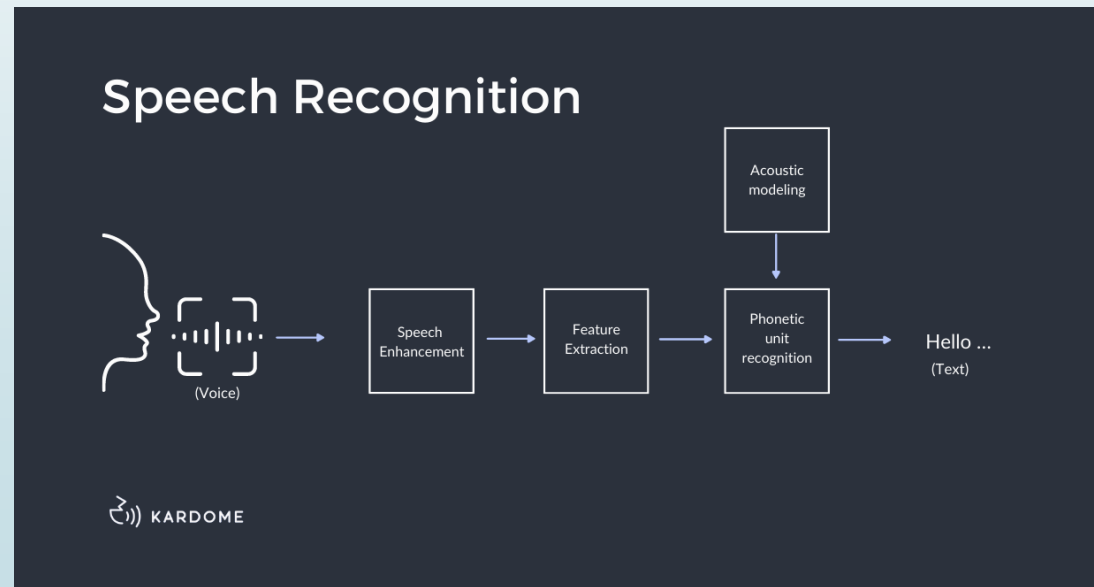 Speech Recognition
Acoustic
modeling
(Voice)
Speech
Enhancement
Feature
Extraction
Phonetic
unit
recognition
Hello ...
(Text)
KARDOME